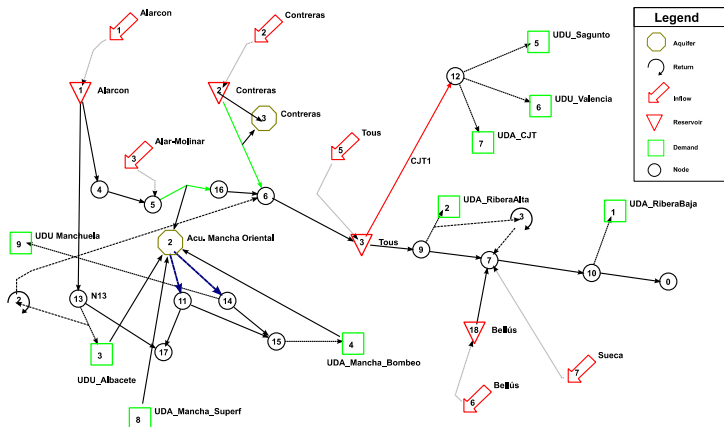 Alarcon
1
Contreras
2
Legend
Aquifer
Return
Inflow
Reservoir
Demand
Node
5
UDU_Sagunto
12
1
Alarcon
2
Contreras
3
Contreras
6
UDU_Valencia
Alar-Molinar
3
Tous
5
7
UDA_CJT
CJT1
4
5
16
6
UDA_RiberaAlta
2
3
UDA_RiberaBaja
1
UDU Manchuela
9
2
Acu. Mancha Oriental
3
Tous
9
7
10
0
2
13
N13
11
14
18
Bellús
3
17
15
4
UDU_Albacete
UDA_Mancha_Bombeo
Sueca
7
Bellús
6
UDA_Mancha_Superf
8